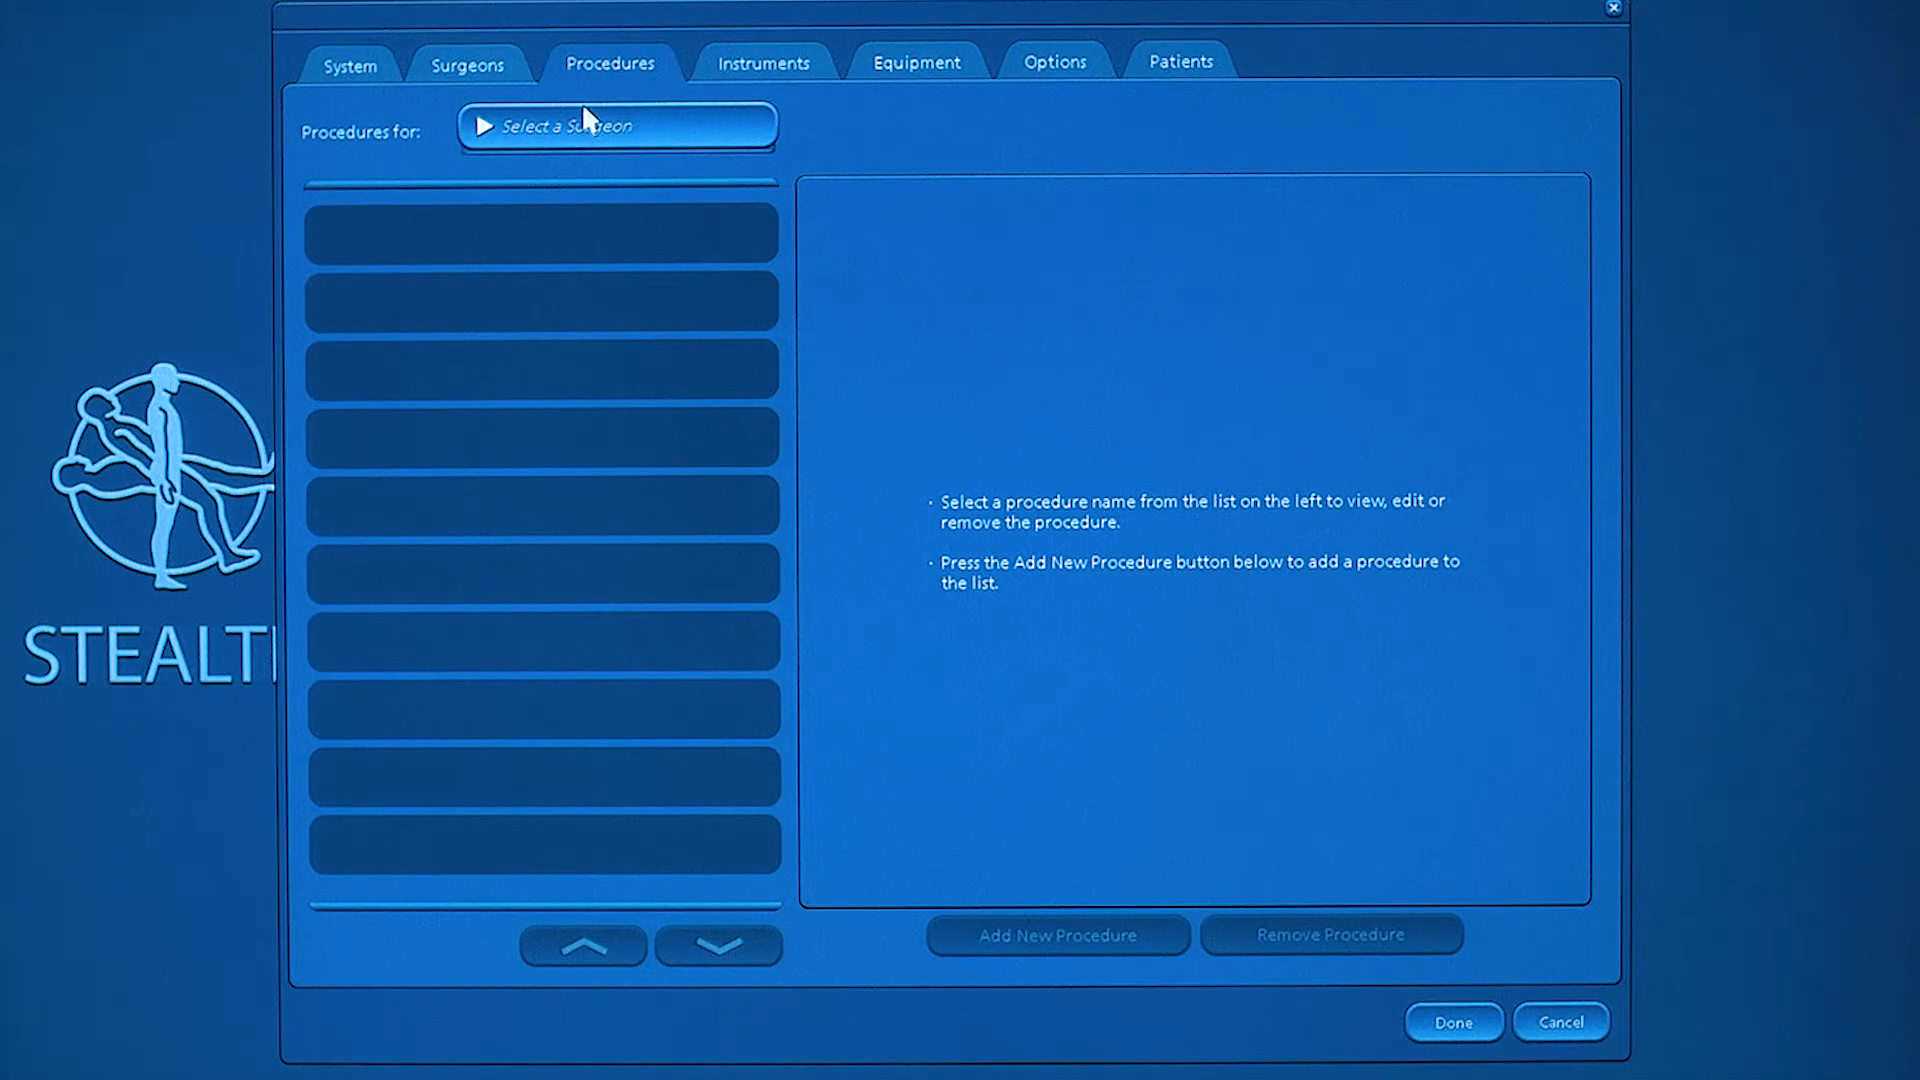 System
Surgeons
Procedures
Instruments
Equipment
Options
Patients
Procedures for:
Select a Surgeon
· Select a procedure name from the list on the left to view, edit or
remove the procedure.
· Press the Add New Procedure button below to add a procedure to
the list.
STEALT
Add New Procedure
Remove Procedure
Done
Cancel